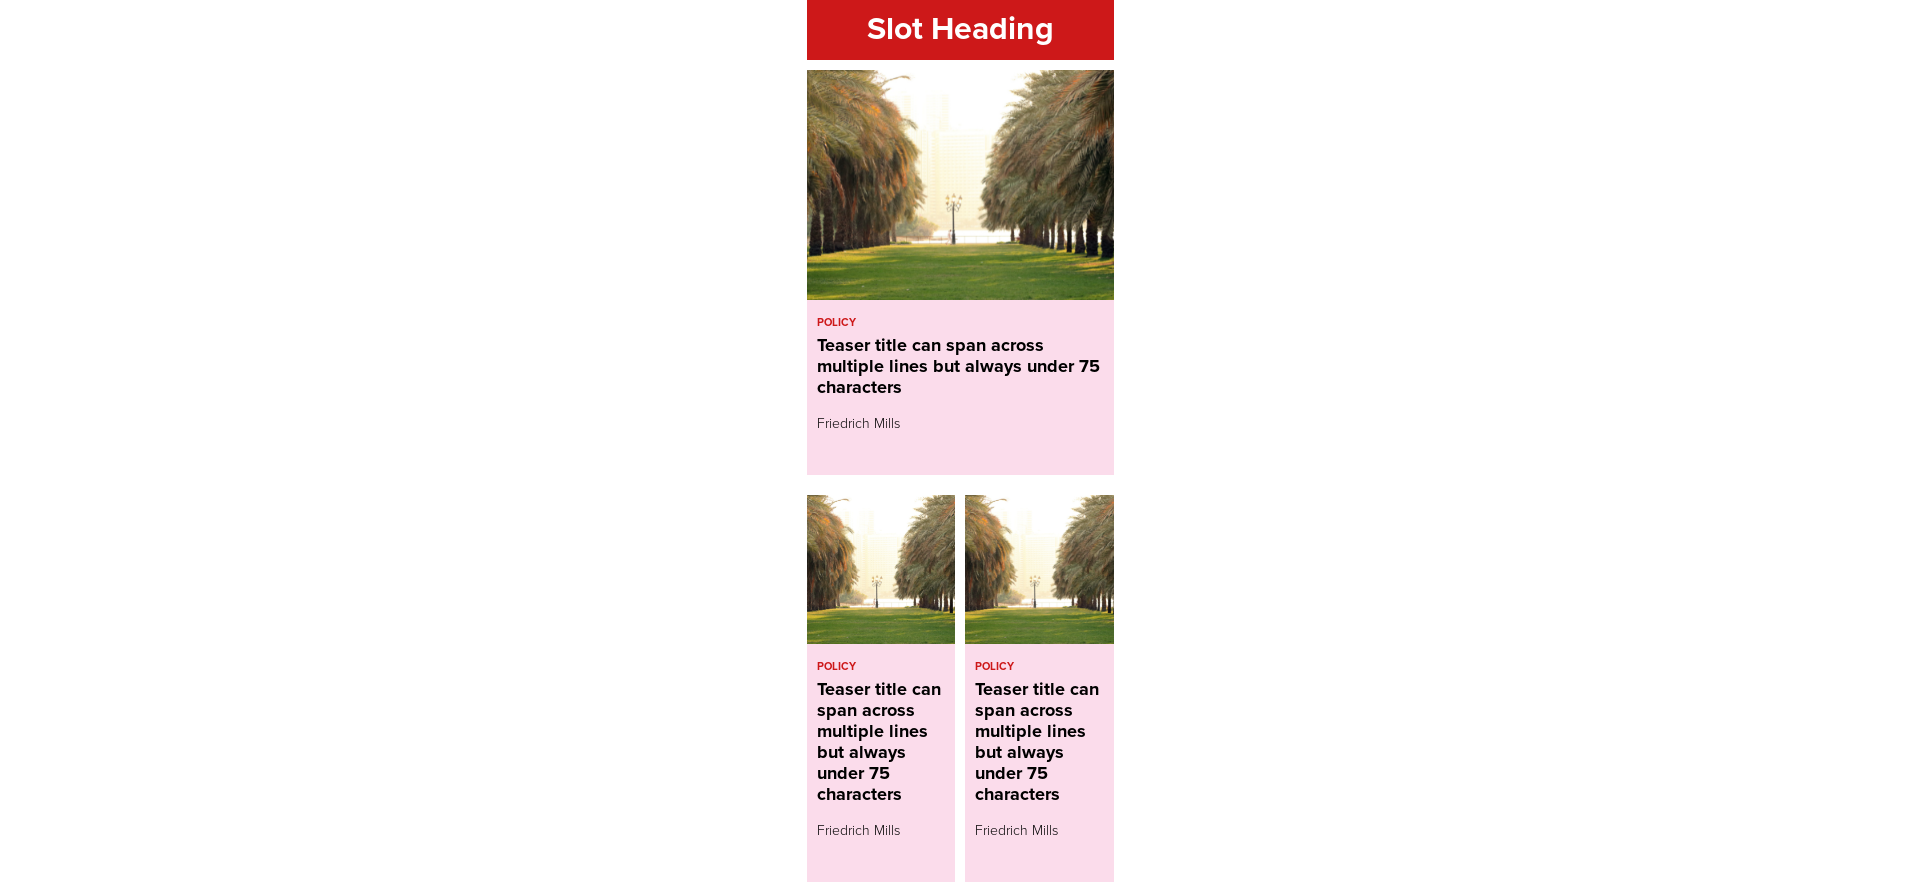 Slot Heading
POLICY
Teaser title can span across
multiple lines but always under 75
characters
Friedrich Mills
POLICY
Teaser title can
span across
multiple lines
but always
under 75
characters
Friedrich Mills
POLICY
Teaser title can
span across
multiple lines
but always
under 75
characters
Friedrich Mills